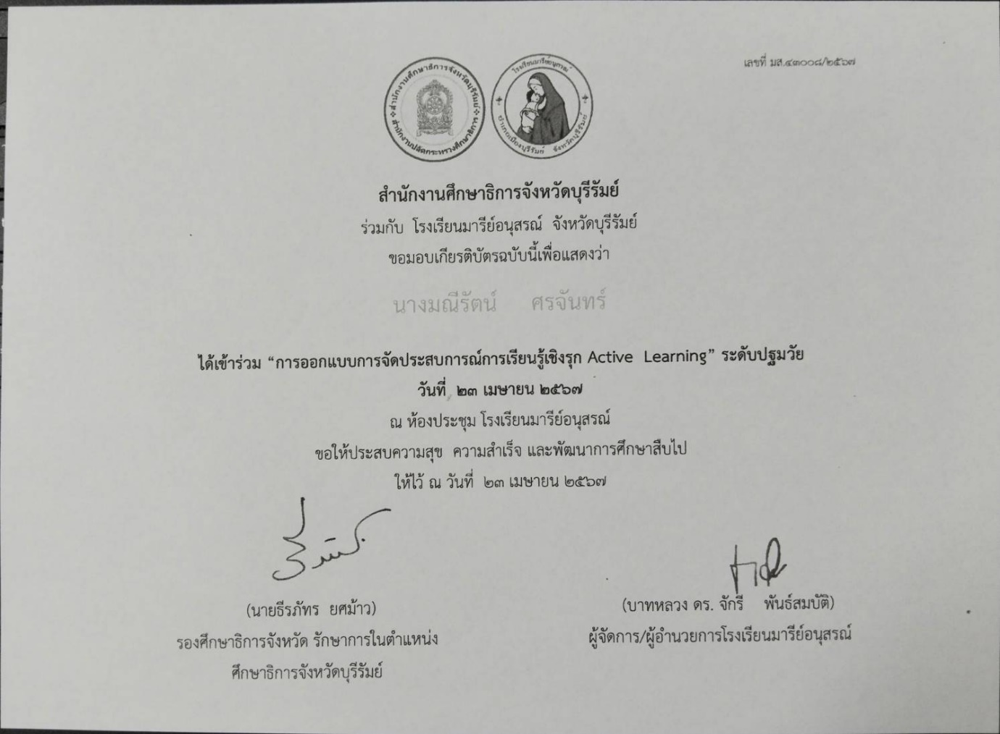 เลขที่ มส.๔๓๐๐๘/๒๕๖๗
สำนักงานศึกษาธิการจังหวัดบุรีรัมย์
สำนักงานปลัดกระทรวงศึกษาธิการ
โรงเรียนมารีย์อนุสรณ์
อำเภอเมืองบุรีรัมย์ จังหวัดบุรีรัมย์
สำนักงานศึกษาธิการจังหวัดบุรีรัมย์
ร่วมกับ โรงเรียนมารีย์อนุสรณ์ จังหวัดบุรีรัมย์
ขอมอบเกียรติบัตรฉบับนี้เพื่อแสดงว่า
นางมณีรัตน์ ศรจันทร์
ได้เข้าร่วม “การออกแบบการจัดประสบการณ์การเรียนรู้เชิงรุก Active Learning” ระดับปฐมวัย
วันที่ ๒๓ เมษายน ๒๕๖๗
ณ ห้องประชุม โรงเรียนมารีย์อนุสรณ์
ขอให้ประสบความสุข ความสำเร็จ และพัฒนาการศึกษาสืบไป
ให้ไว้ ณ วันที่ ๒๓ เมษายน ๒๕๖๗
(นายธีรภัทร ยศม้าว)
รองศึกษาธิการจังหวัด รักษาการในตำแหน่ง
ศึกษาธิการจังหวัดบุรีรัมย์
(บาทหลวง ดร. จักรี พันธ์สมบัติ)
ผู้จัดการ/ผู้อำนวยการโรงเรียนมารีย์อนุสรณ์